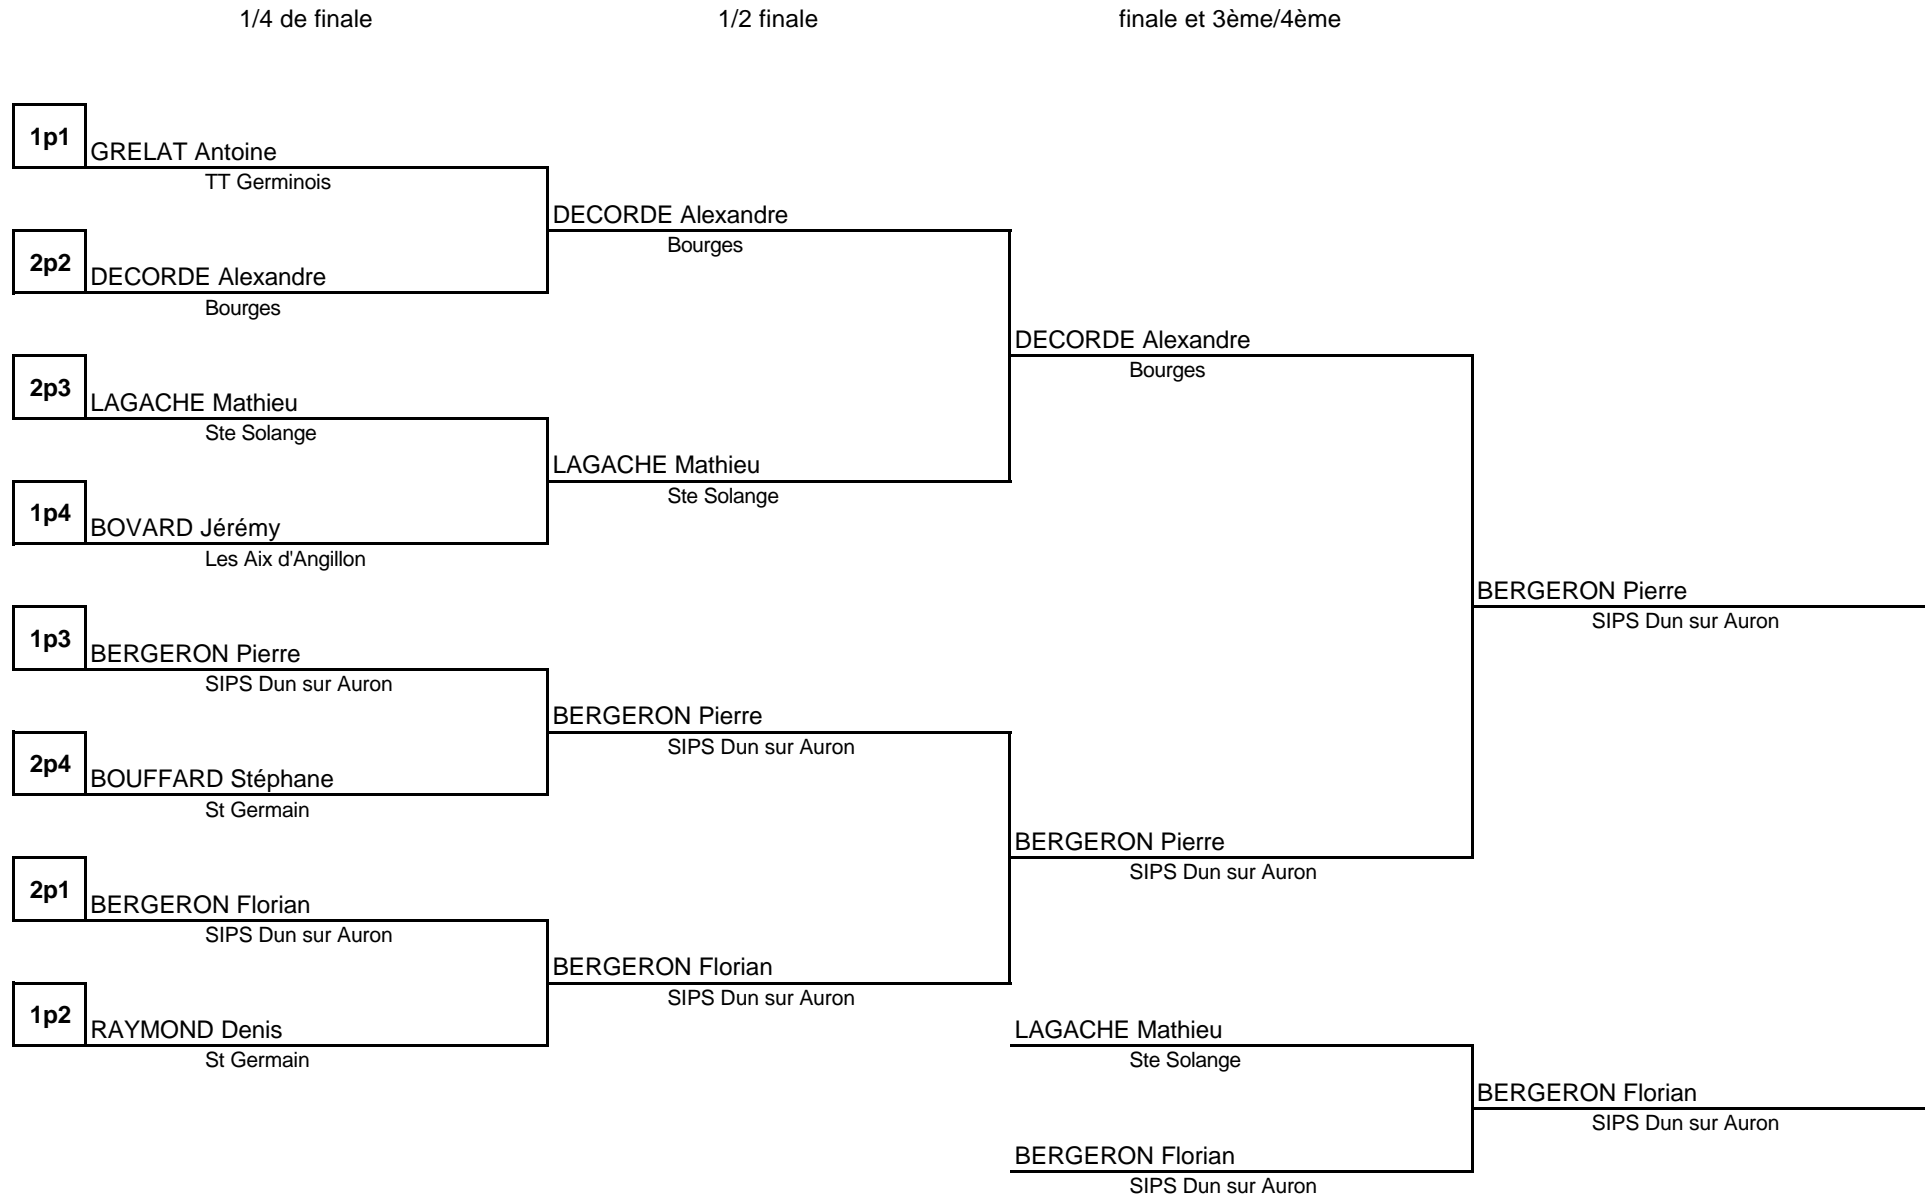 1/4 de finale
1/2 finale
finale et 3ème/4ème
1p1
GRELAT Antoine
TT Germinois
DECORDE Alexandre
Bourges
2p2
DECORDE Alexandre
Bourges
DECORDE Alexandre
Bourges
2p3
LAGACHE Mathieu
Ste Solange
LAGACHE Mathieu
Ste Solange
1p4
BOVARD Jérémy
Les Aix d'Angillon
BERGERON Pierre
SIPS Dun sur Auron
1p3
BERGERON Pierre
SIPS Dun sur Auron
BERGERON Pierre
SIPS Dun sur Auron
2p4
BOUFFARD Stéphane
St Germain
BERGERON Pierre
SIPS Dun sur Auron
2p1
BERGERON Florian
SIPS Dun sur Auron
BERGERON Florian
SIPS Dun sur Auron
1p2
RAYMOND Denis
St Germain
LAGACHE Mathieu
Ste Solange
BERGERON Florian
SIPS Dun sur Auron
BERGERON Florian
SIPS Dun sur Auron